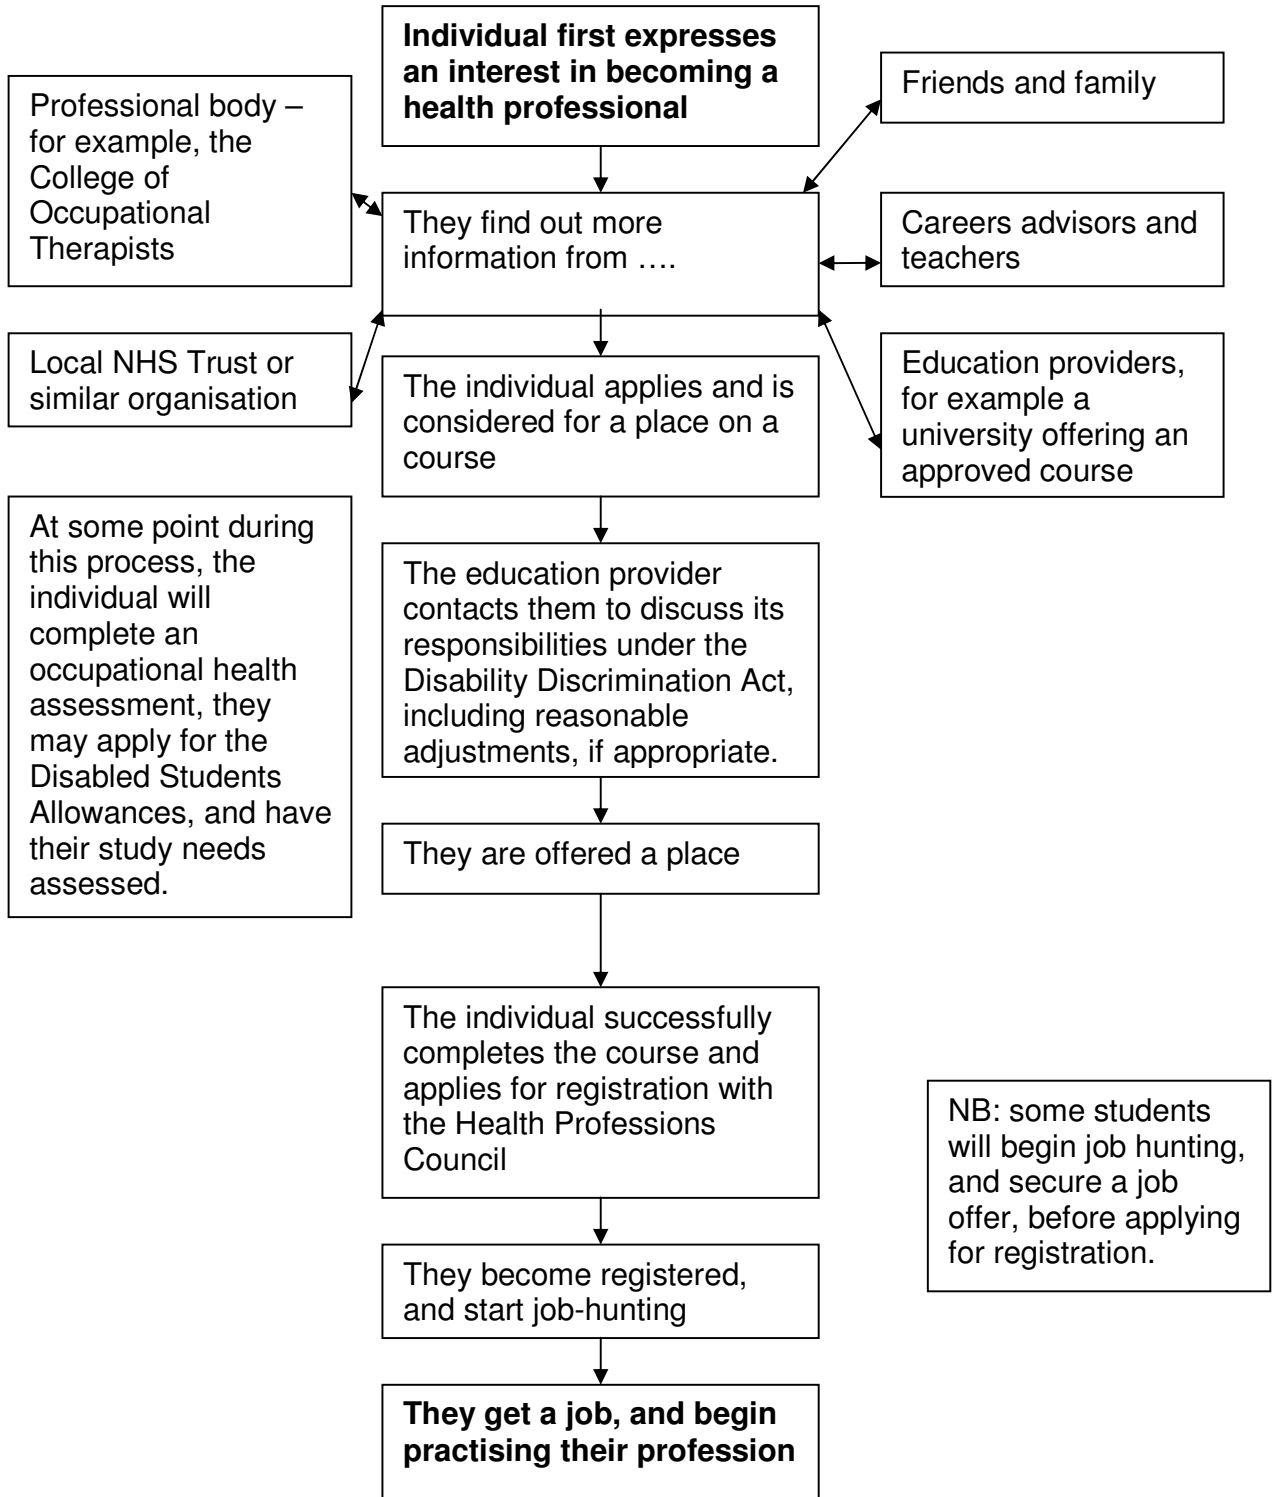 Individual first expresses
an interest in becoming a
health professional
Professional body –
for example, the
College of
Occupational
Therapists
Friends and family
They find out more
information from ....
Careers advisors and
teachers
Local NHS Trust or
similar organisation
Education providers,
for example a
university offering an
approved course
The individual applies and is
considered for a place on a
course
At some point during
this process, the
individual will
complete an
occupational health
assessment, they
may apply for the
Disabled Students
Allowances, and have
their study needs
assessed.
The education provider
contacts them to discuss its
responsibilities under the
Disability Discrimination Act,
including reasonable
adjustments, if appropriate.
They are offered a place
The individual successfully
completes the course and
applies for registration with
the Health Professions
Council
NB: some students
will begin job hunting,
and secure a job
offer, before applying
for registration.
They become registered,
and start job-hunting
They get a job, and begin
practising their profession